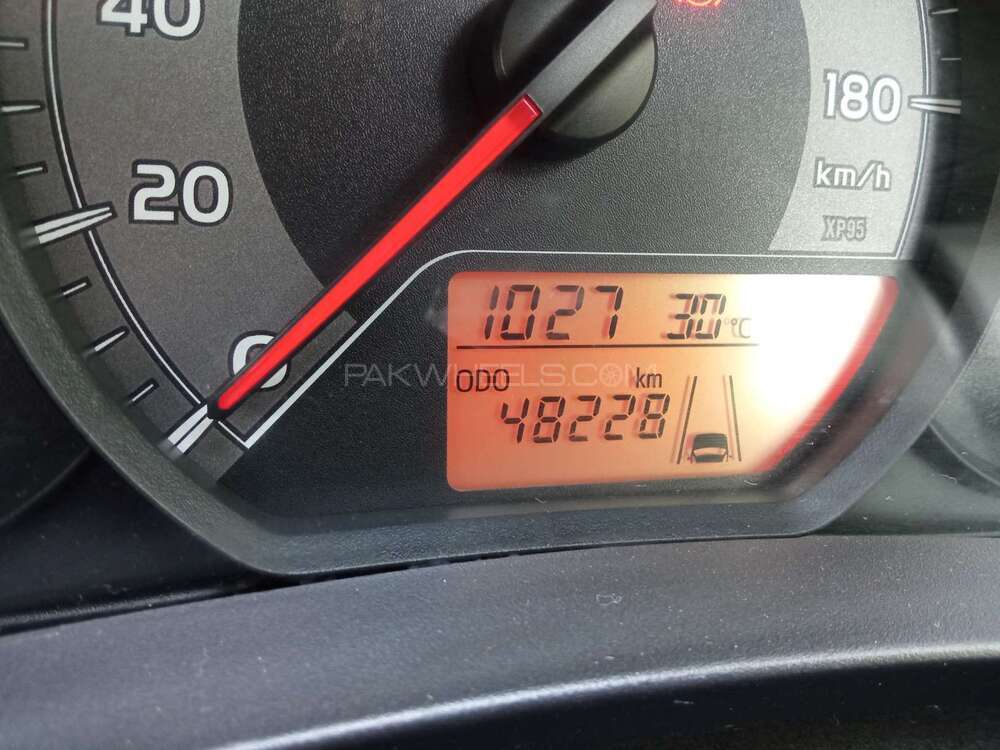 40
180
km/h
20
XP95
1027 30 °C
0
PAKWHEELS.COM
ODO km
48228